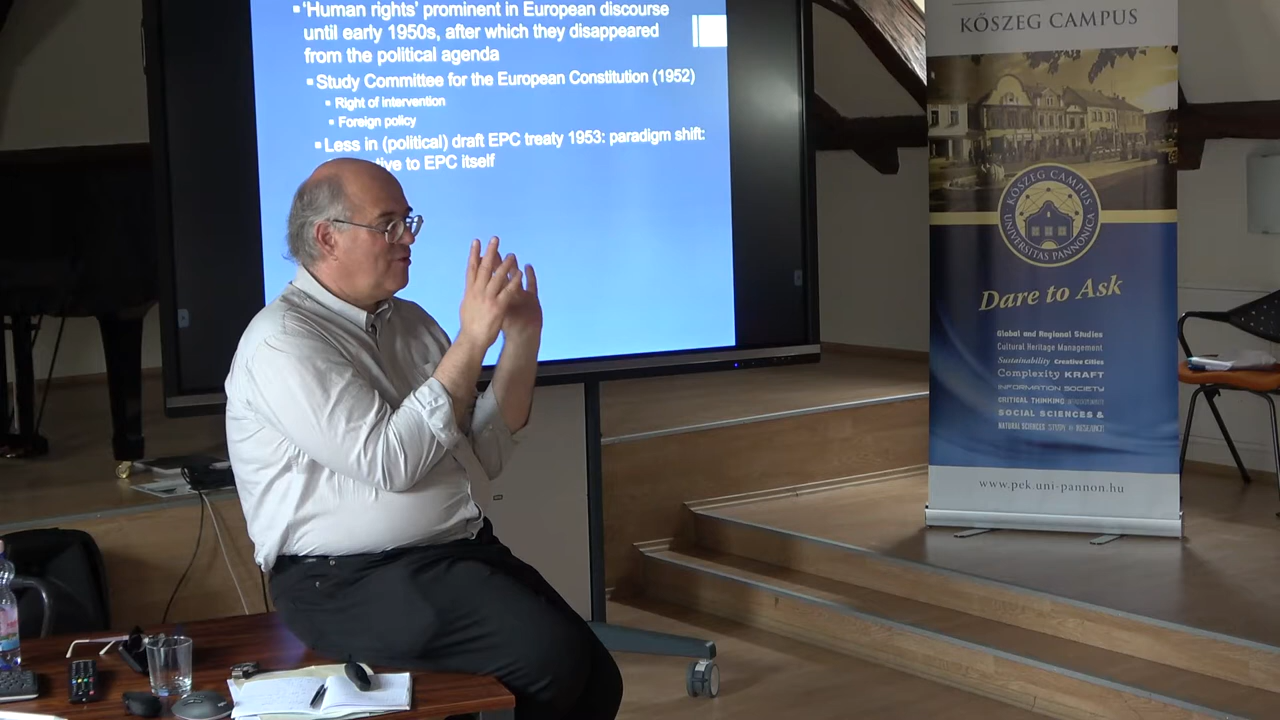 ▪'Human rights' prominent in European discourse
until early 1950s, after which they disappeared
from the political agenda
▪Study Committee for the European Constitution (1952)
▪ Right of intervention
▪ Foreign policy
▪Less in (political) draft EPC treaty 1953: paradigm shift:
to EPC itself
KŐSZEG CAMPUS
KŐSZEG CAMPUS
UNIVERSITAS PANNONICA
Dare to Ask
Global and Regional Studies
Cultural Heritage Management
Sustainability Creative Cities
Complexity KRAFT
INFORMATION SOCIETY
CRITICAL THINKING
SOCIAL SCIENCES &
NATURAL SCIENCES
www.pek.uni-pannon.hu